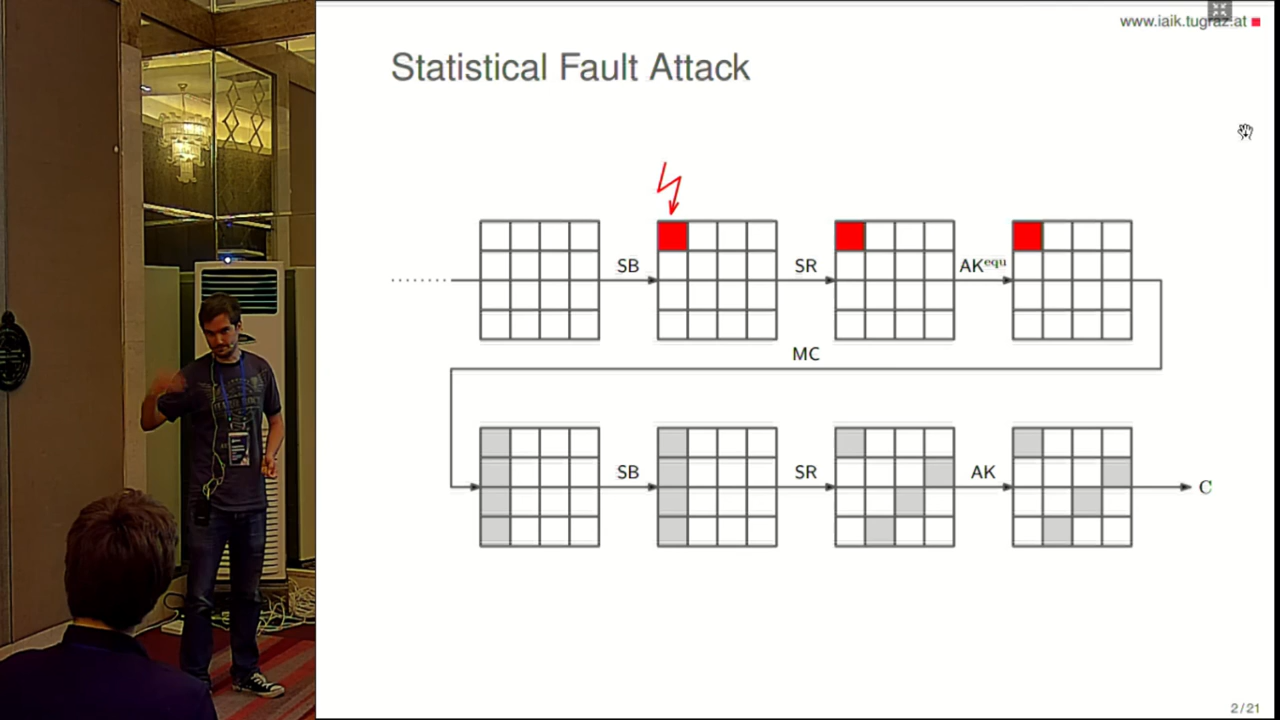 www.iaik.tugraz.at
Statistical Fault Attack
SB SR AKequ
MC
SB SR AK C
2 / 21